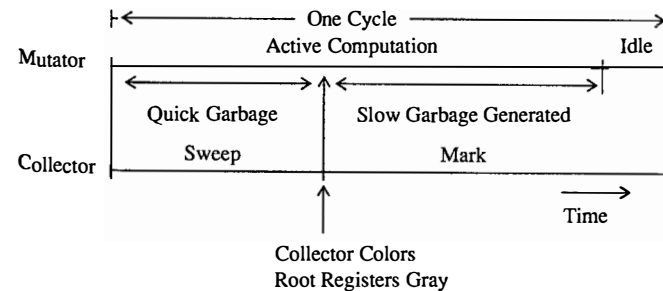 One Cycle
Mutator Active Computation Idle
Quick Garbage Slow Garbage Generated
Collector Sweep Mark
Time
Collector Colors
Root Registers Gray